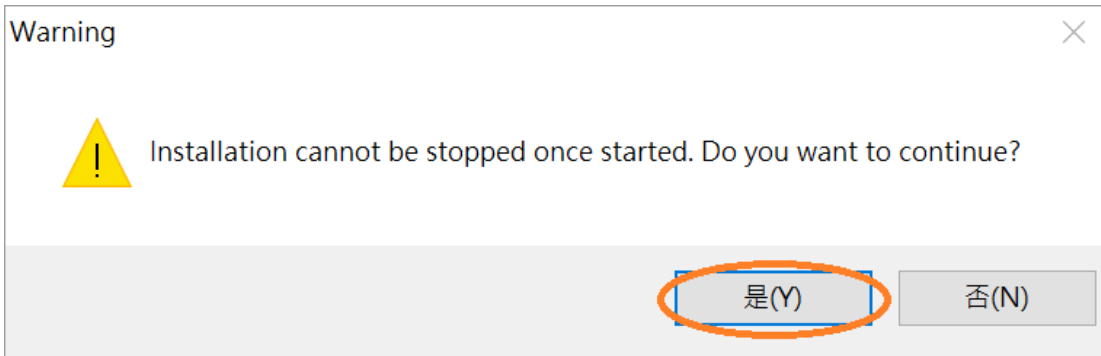 Warning
Installation cannot be stopped once started. Do you want to continue?
是(Y) 否(N)